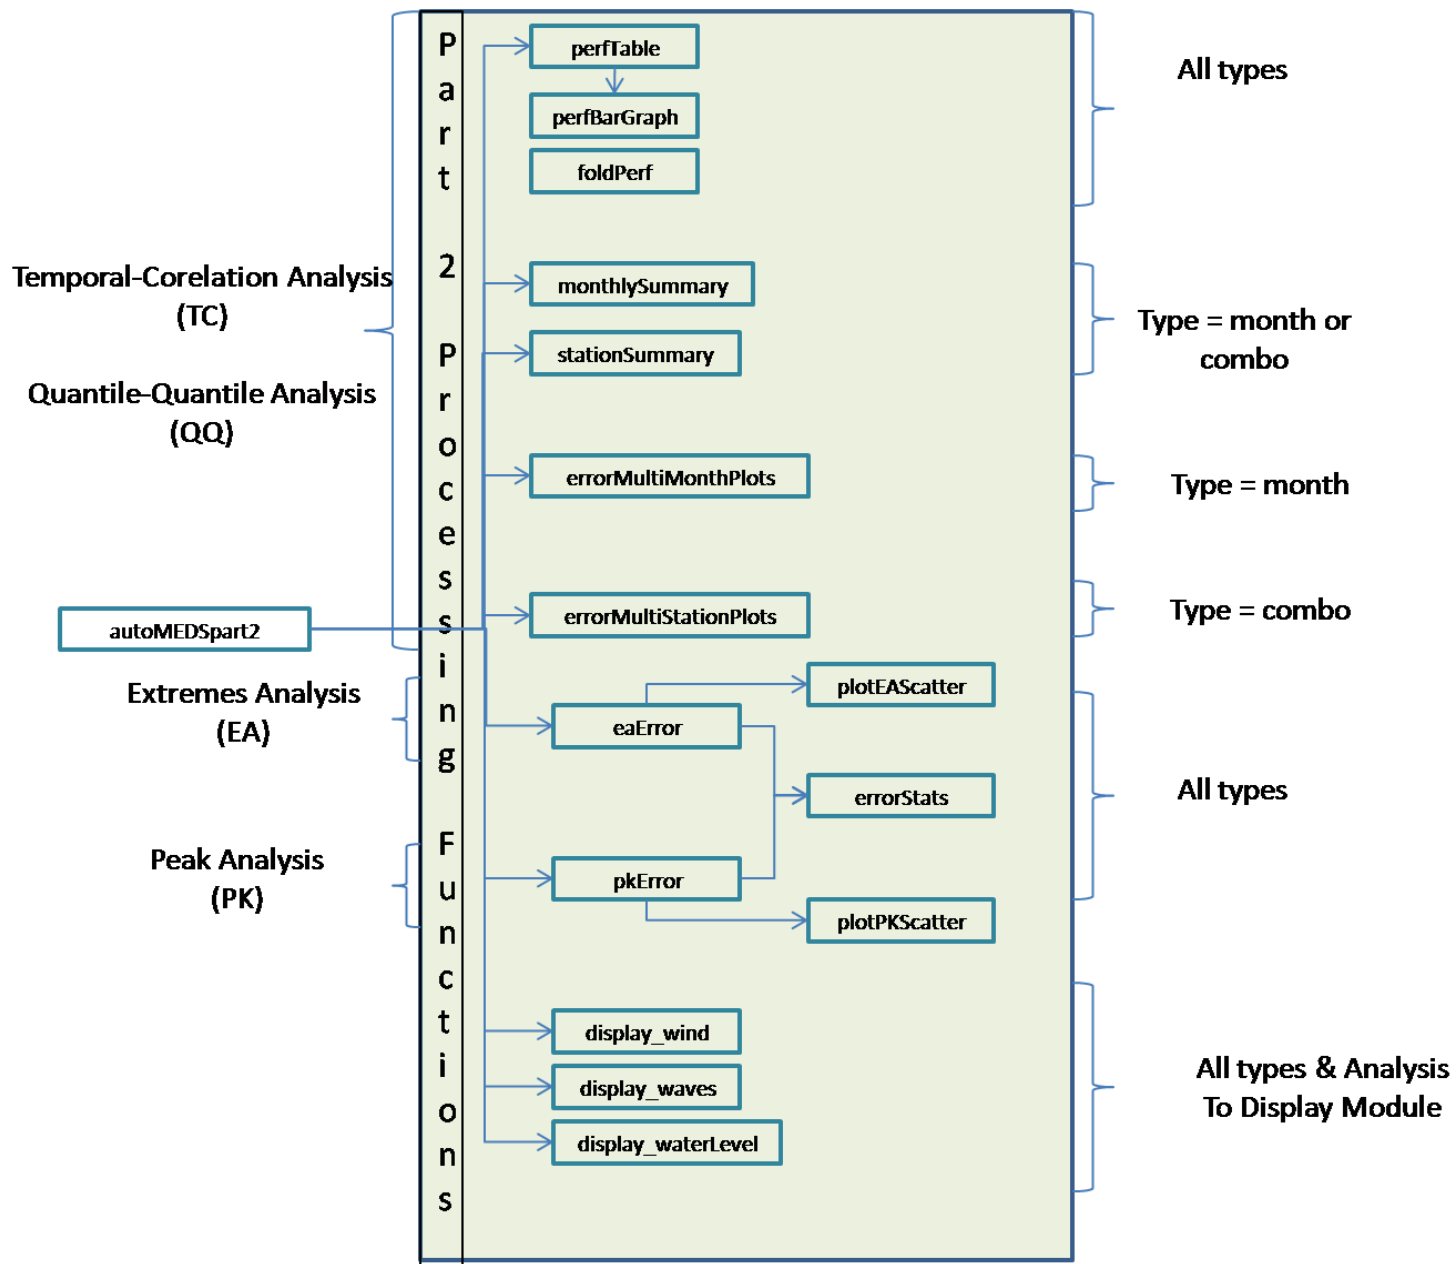 Temporal-Corelation Analysis
(TC)
Quantile-Quantile Analysis
(QQ)
autoMEDSpart2
Extremes Analysis
(EA)
Peak Analysis
(PK)
Part 2 Processing Functions
perfTable
perfBarGraph
foldPerf
monthlySummary
stationSummary
errorMultiMonthPlots
errorMultiStationPlots
plotEAScatter
eaError
errorStats
pkError
plotPKScatter
display_wind
display_waves
display_waterLevel
All types
Type = month or
combo
Type = month
Type = combo
All types
All types & Analysis
To Display Module